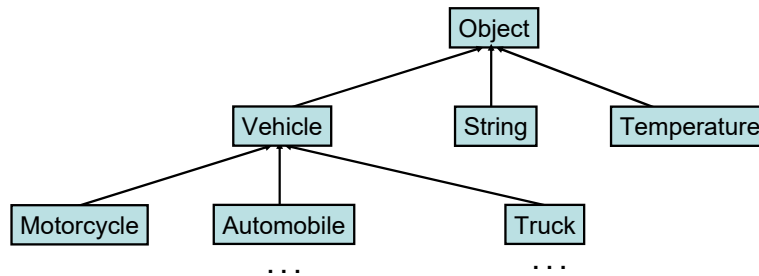 Object
Vehicle String Temperature
Motorcycle Automobile Truck
... ...